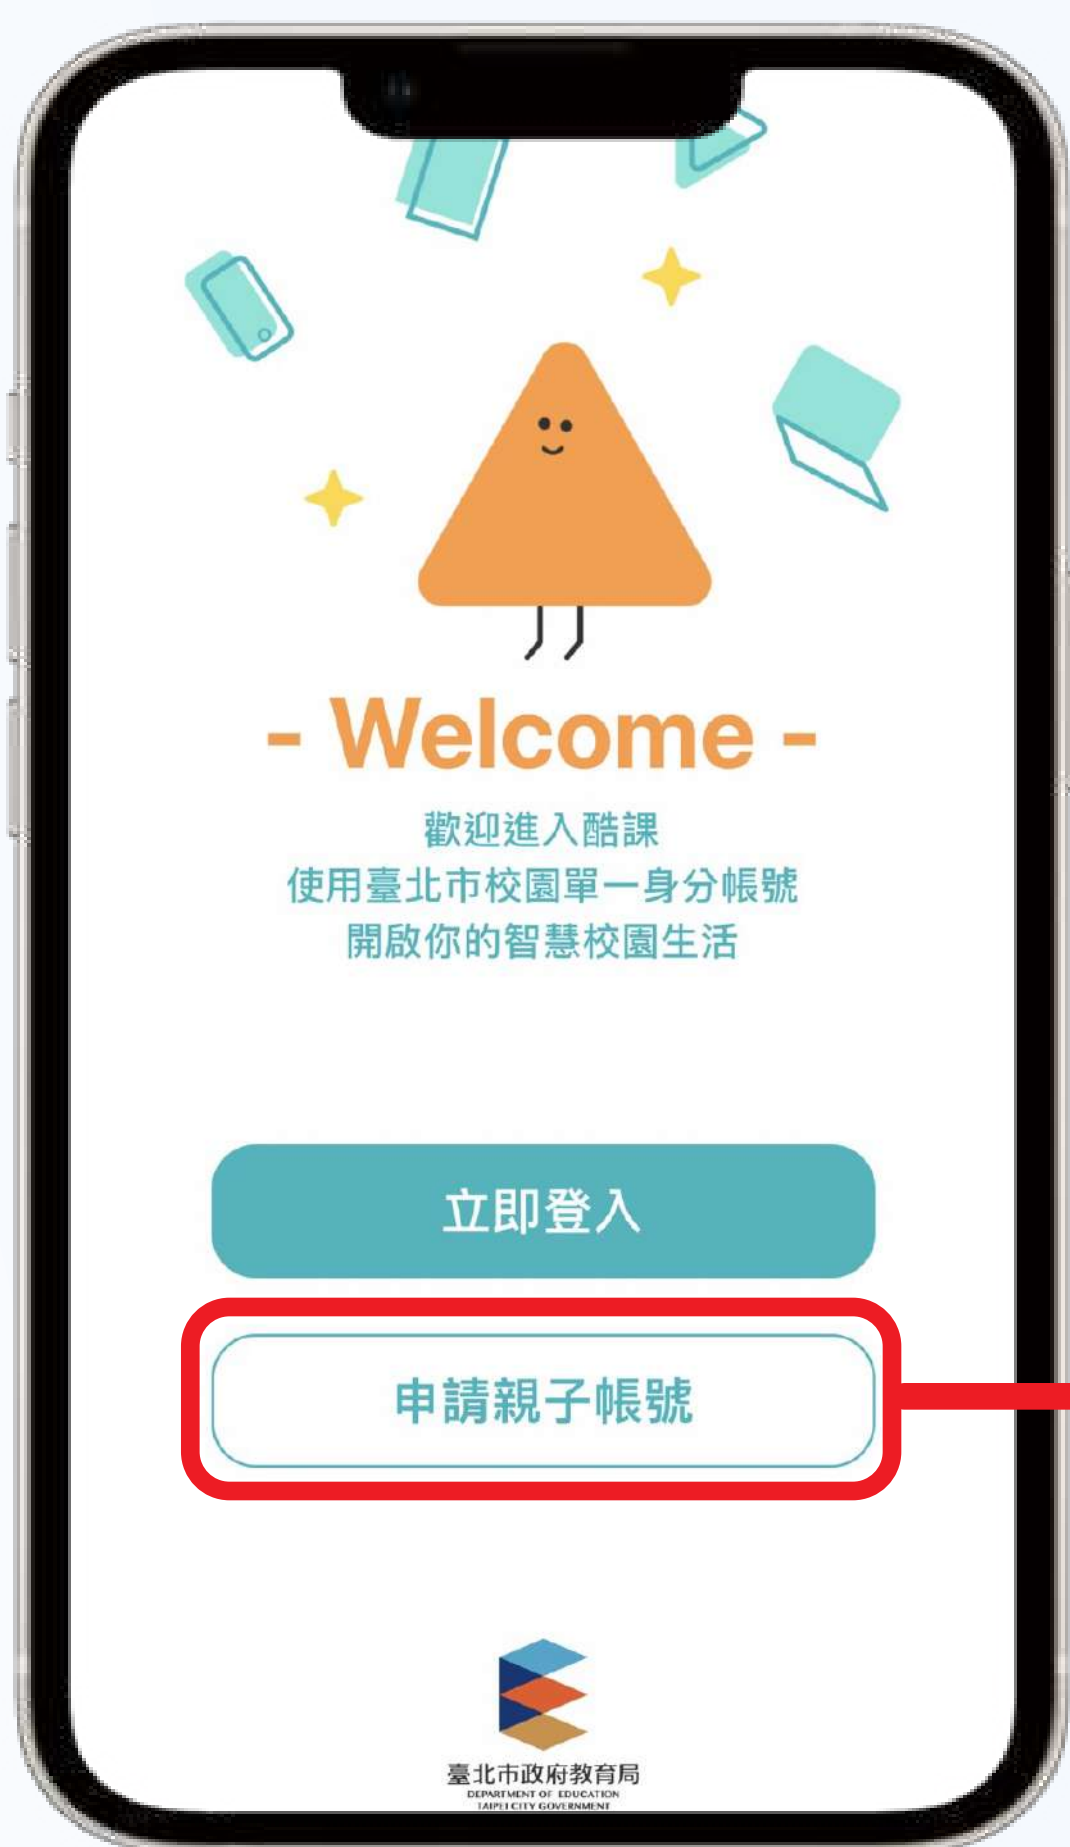 - Welcome -
歡迎進入酷課
使用臺北市校園單一身分帳號
開啟你的智慧校園生活
立即登入
申請親子帳號
臺北市政府教育局
DEPARTMENT OF EDUCATION
TAIPEI CITY GOVERNMENT